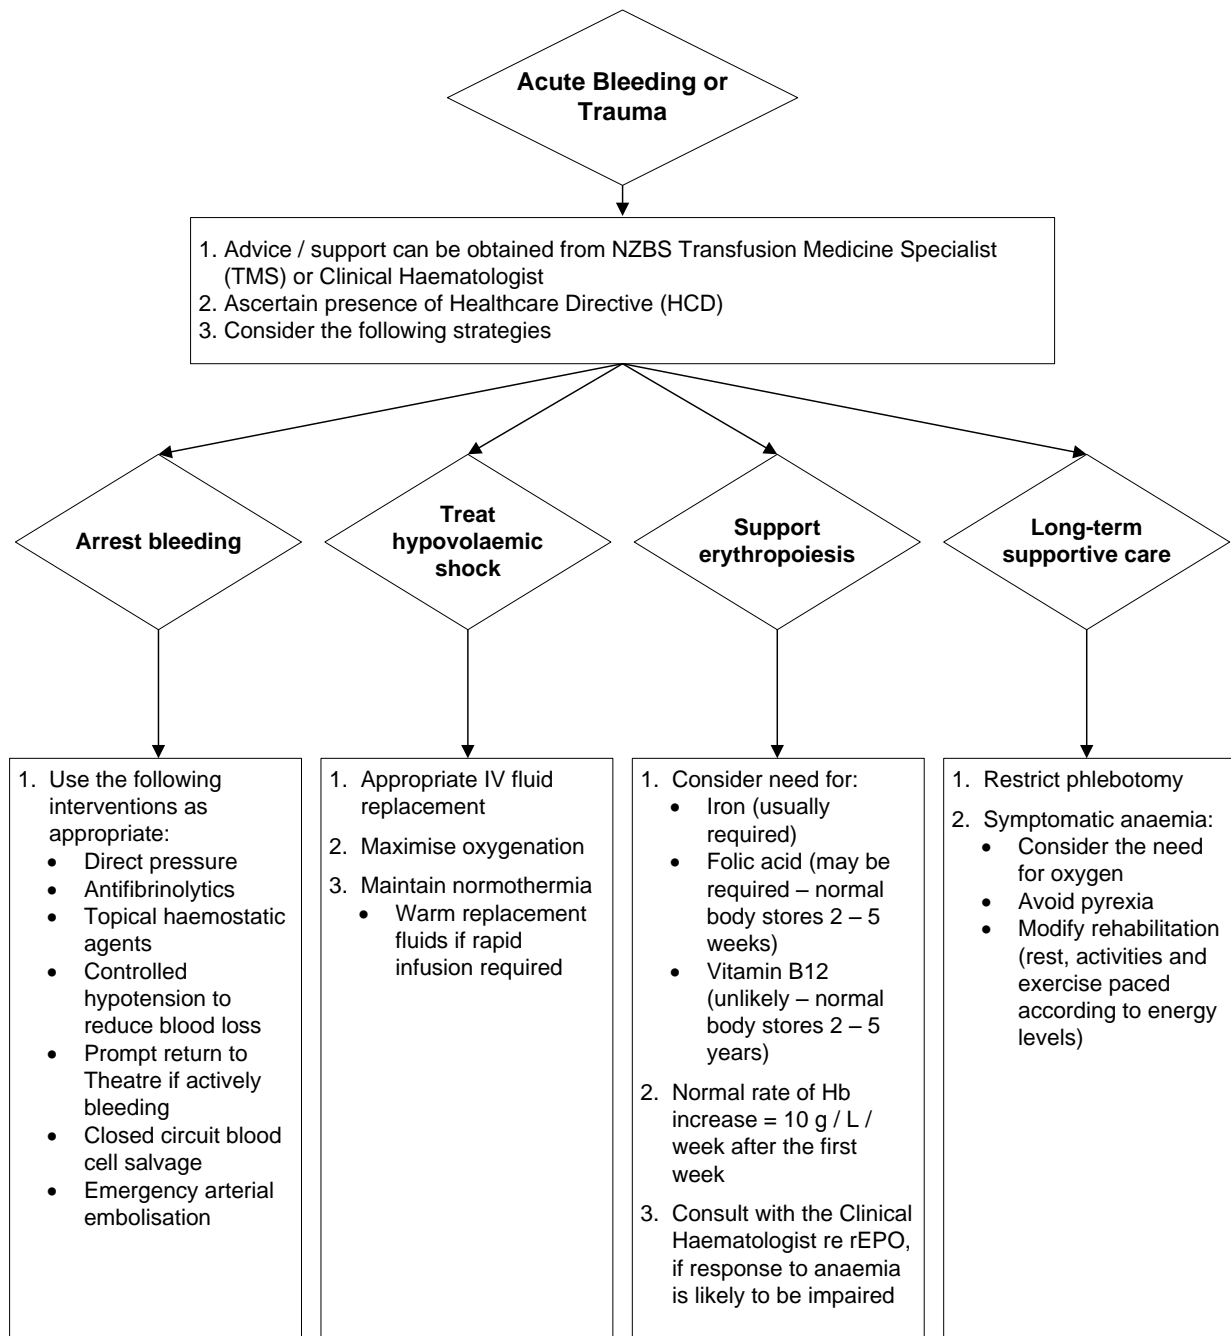 Acute Bleeding or
Trauma
1. Advice / support can be obtained from NZBS Transfusion Medicine Specialist
(TMS) or Clinical Haematologist
2. Ascertain presence of Healthcare Directive (HCD)
3. Consider the following strategies
Arrest bleeding
Treat
hypovolaemic
shock
Support
erythropoiesis
Long-term
supportive care
1. Use the following
interventions as
appropriate:
• Direct pressure
• Antifibrinolytics
• Topical haemostatic
agents
• Controlled
hypotension to
reduce blood loss
• Prompt return to
Theatre if actively
bleeding
• Closed circuit blood
cell salvage
• Emergency arterial
embolisation
1. Appropriate IV fluid
replacement
2. Maximise oxygenation
3. Maintain normothermia
• Warm replacement
fluids if rapid
infusion required
1. Consider need for:
• Iron (usually
required)
• Folic acid (may be
required – normal
body stores 2 – 5
weeks)
• Vitamin B12
(unlikely – normal
body stores 2 – 5
years)
2. Normal rate of Hb
increase = 10 g / L /
week after the first
week
3. Consult with the Clinical
Haematologist re rEPO,
if response to anaemia
is likely to be impaired
1. Restrict phlebotomy
2. Symptomatic anaemia:
• Consider the need
for oxygen
• Avoid pyrexia
• Modify rehabilitation
(rest, activities and
exercise paced
according to energy
levels)